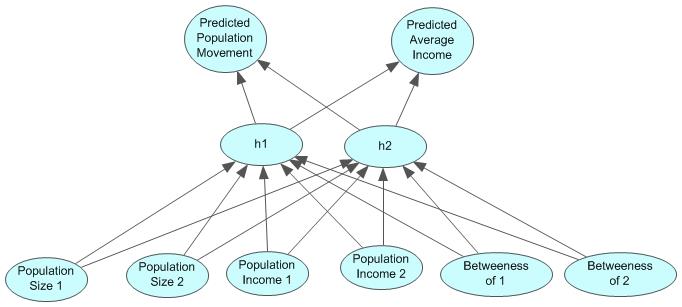 Predicted
Population
Movement
Predicted
Average
Income
h1
h2
Population
Size 1
Population
Size 2
Population
Income 1
Population
Income 2
Betweeness
of 1
Betweeness
of 2